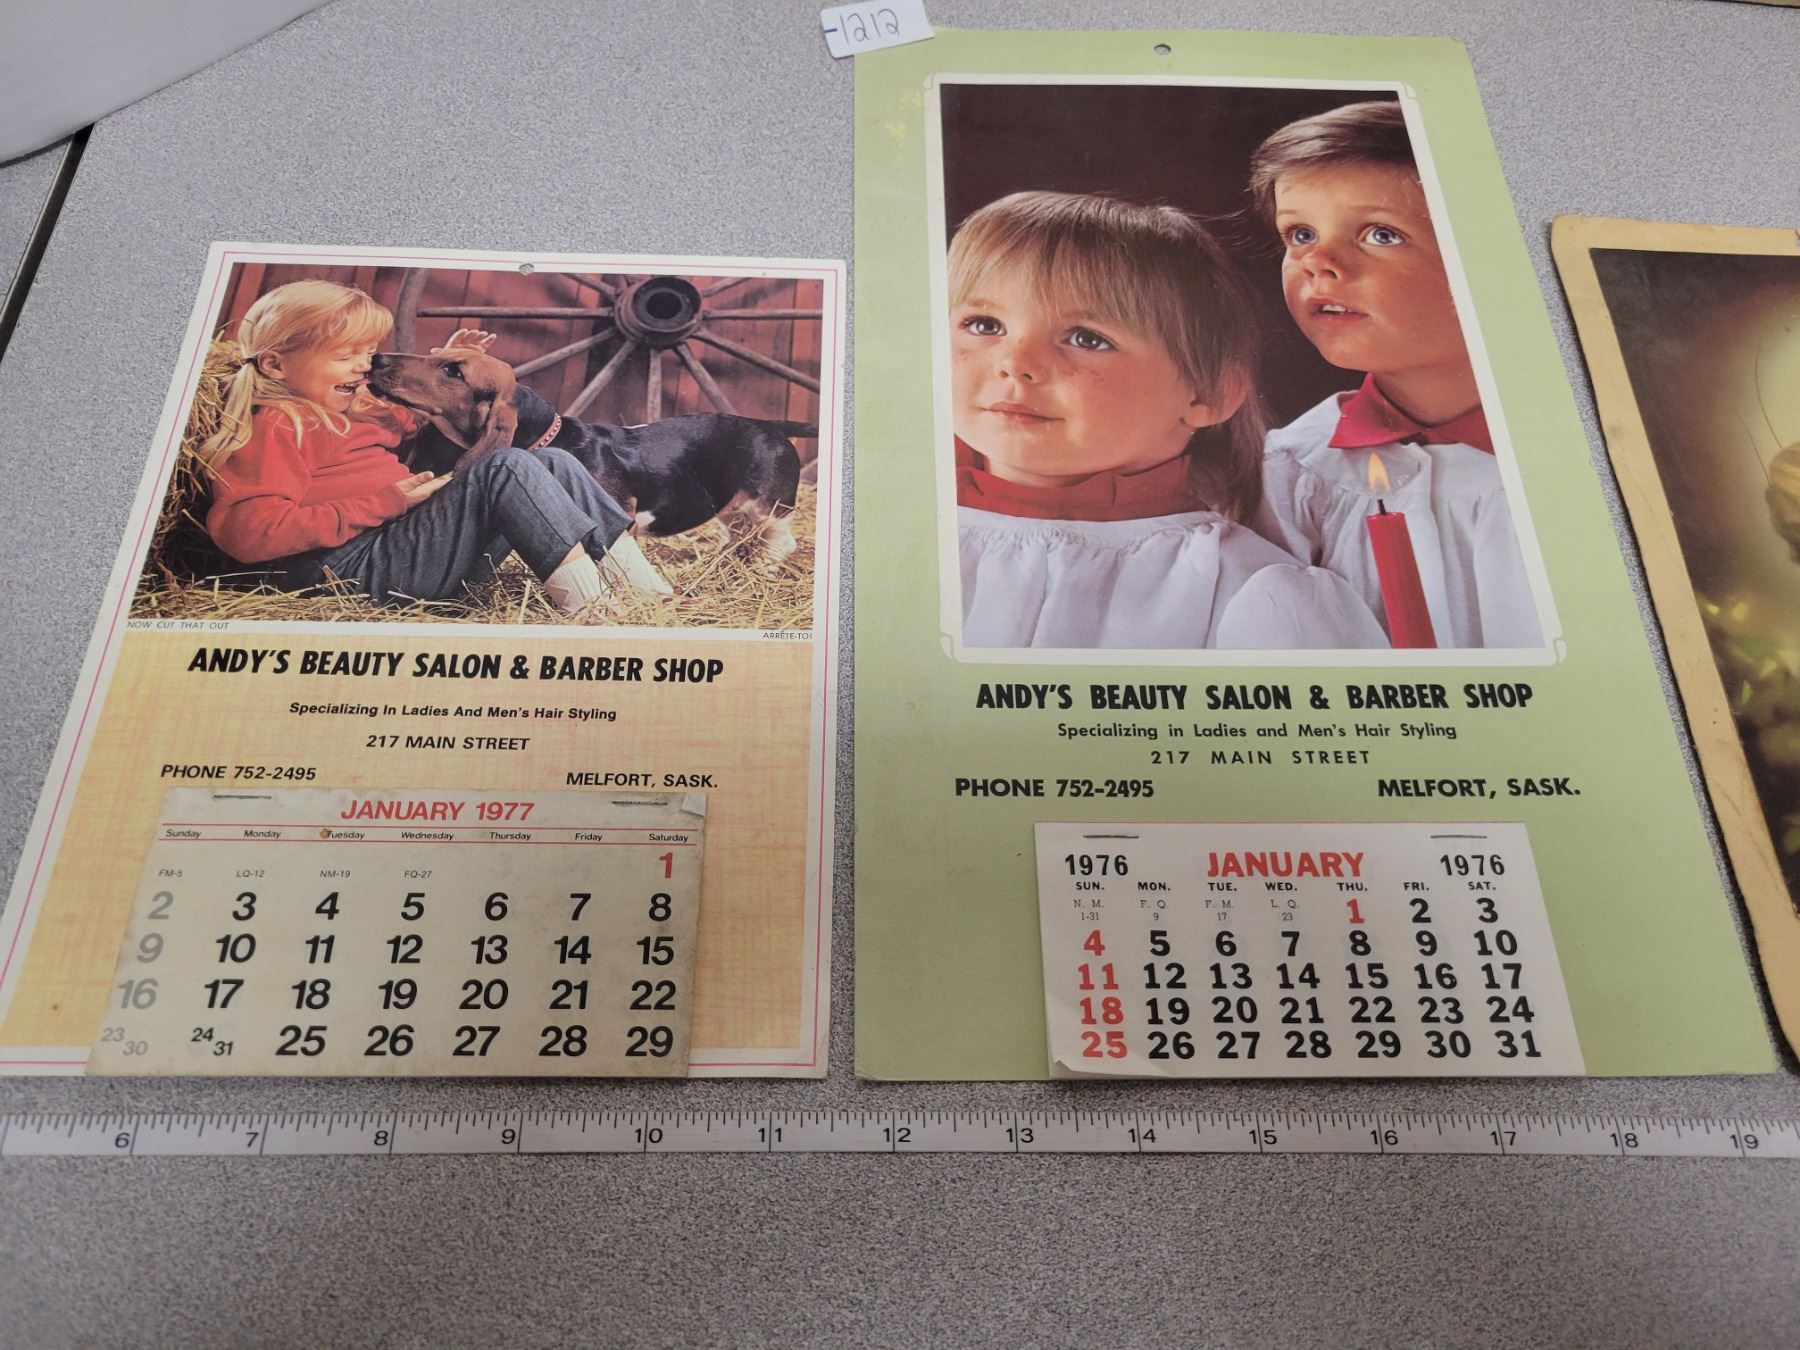 -1212
NOW CUT THAT OUT
ARRÊTE-TOI
ANDY'S BEAUTY SALON & BARBER SHOP
Specializing In Ladies And Men's Hair Styling
217 MAIN STREET
PHONE 752-2495 MELFORT, SASK.
JANUARY 1977
Sunday Monday Tuesday Wednesday Thursday Friday Saturday
1
FM-5 LQ-12 NM-19 FQ-27
2 3 4 5 6 7 8
9 10 11 12 13 14 15
16 17 18 19 20 21 22
23/30 24/31 25 26 27 28 29
ANDY'S BEAUTY SALON & BARBER SHOP
Specializing in Ladies and Men's Hair Styling
217 MAIN STREET
PHONE 752-2495 MELFORT, SASK.
1976 JANUARY 1976
SUN. MON. TUE. WED. THU. FRI. SAT.
N. M. F. Q. F. M. L. Q.
1-31 9 17 23 1 2 3
4 5 6 7 8 9 10
11 12 13 14 15 16 17
18 19 20 21 22 23 24
25 26 27 28 29 30 31
6 7 8 9 10 11 12 13 14 15 16 17 18 19